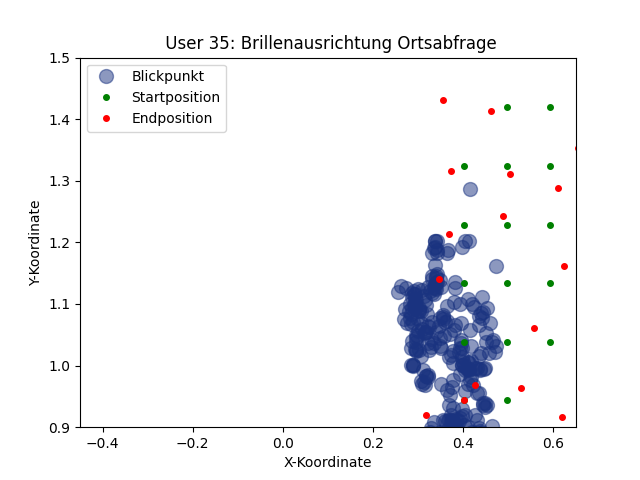 User 35: Brillenausrichtung Ortsabfrage
Blickpunkt
Startposition
Endposition
Y-Koordinate
1.5
1.4
1.3
1.2
1.1
1.0
0.9
−0.4 −0.2 0.0 0.2 0.4 0.6
X-Koordinate